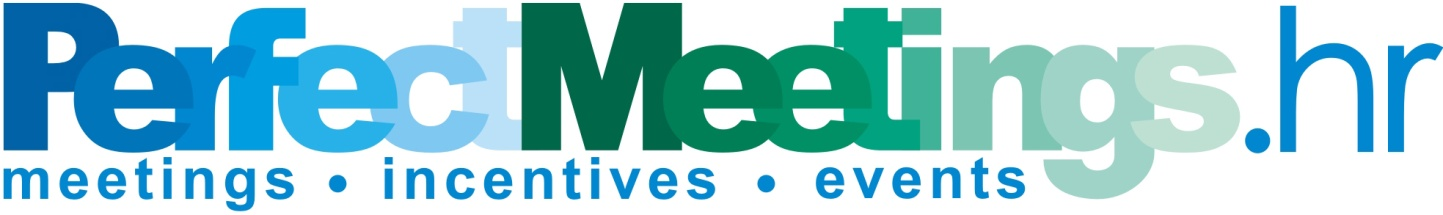 PerfectMeetings.hr
meetings • incentives • events